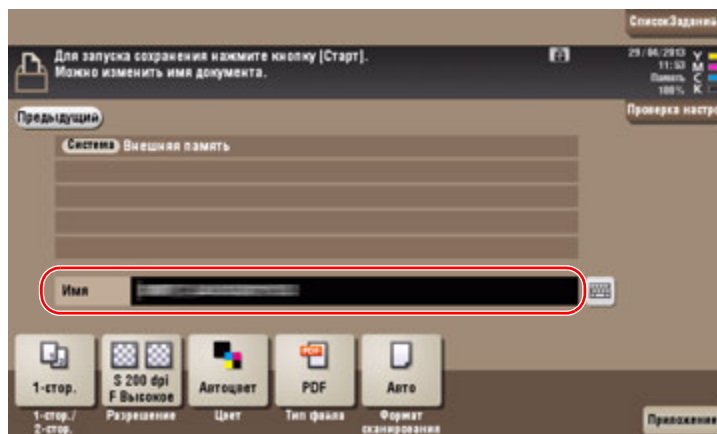 СписокЗадани
Для запуска сохранения нажмите кнопку [Старт].
Можно изменить имя документа.
29/04/2013
11:53
Память
100%
Y
M
C
K
Предыдущий
Проверка настр
Система Внешняя память
Имя
1-стор.
S 200 dpi
F Высокое
Автоцвет
PDF
PDF
Авто
1-стор./
2-стор.
Разрешение
Цвет
Тип файла
Формат
сканирования
Приложение